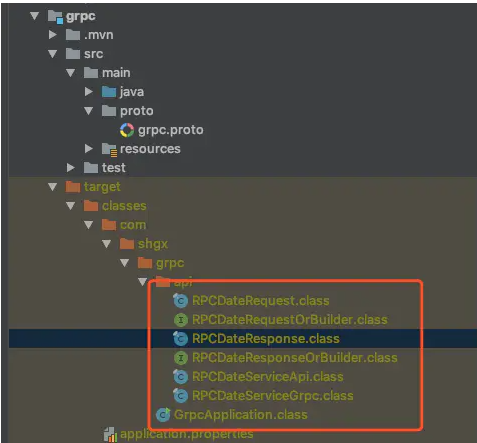 grpc
.mvn
src
main
java
proto
grpc.proto
resources
test
target
classes
com
shgx
grpc
api
RPCDateRequest.class
RPCDateRequestOrBuilder.class
RPCDateResponse.class
RPCDateResponseOrBuilder.class
RPCDateServiceApi.class
RPCDateServiceGrpc.class
GrpcApplication.class
application.properties